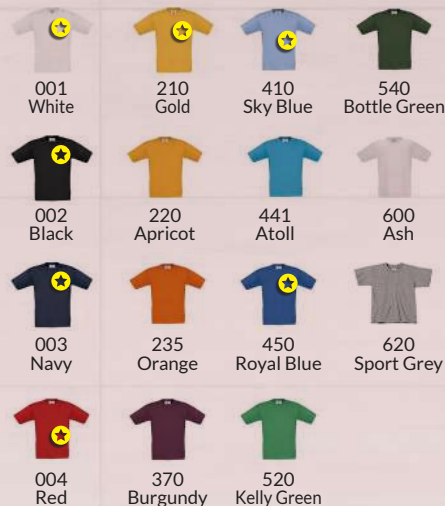 001
White
210
Gold
410
Sky Blue
540
Bottle Green
002
Black
220
Apricot
441
Atoll
600
Ash
003
Navy
235
Orange
450
Royal Blue
620
Sport Grey
004
Red
370
Burgundy
520
Kelly Green